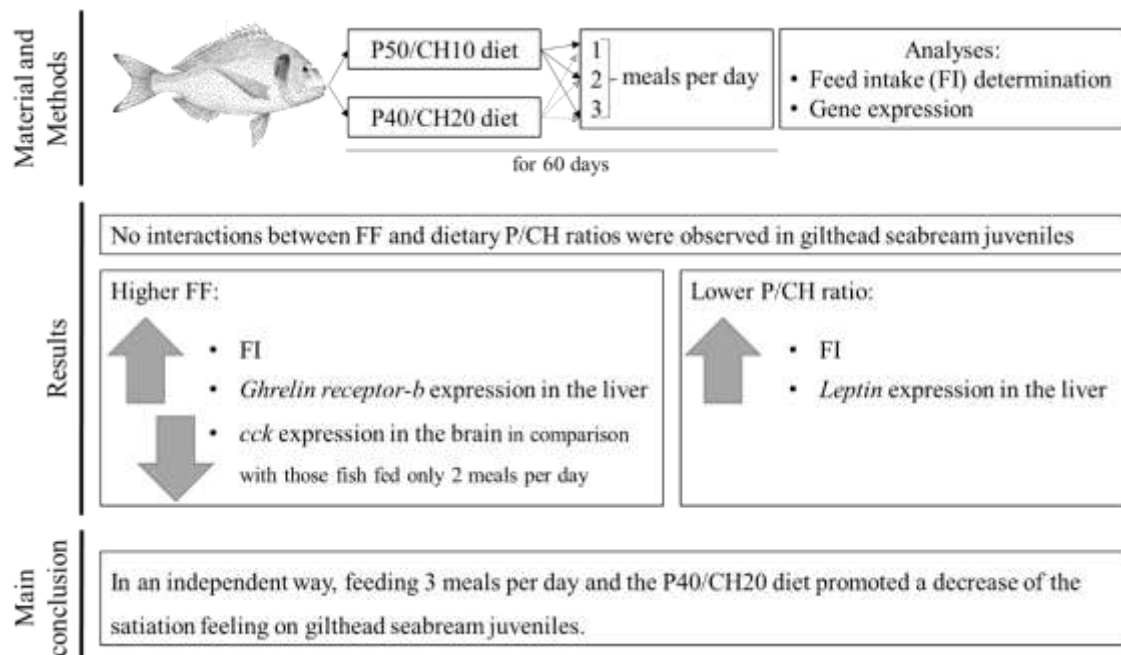 Material and
Methods
P50/CH10 diet
P40/CH20 diet
1
2
3
meals per day
for 60 days
Analyses:
• Feed intake (FI) determination
• Gene expression
Results
No interactions between FF and dietary P/CH ratios were observed in gilthead seabream juveniles
Higher FF:
• FI
• Ghrelin receptor-b expression in the liver
• cck expression in the brain in comparison
with those fish fed only 2 meals per day
Lower P/CH ratio:
• FI
• Leptin expression in the liver
Main
conclusion
In an independent way, feeding 3 meals per day and the P40/CH20 diet promoted a decrease of the
satiation feeling on gilthead seabream juveniles.